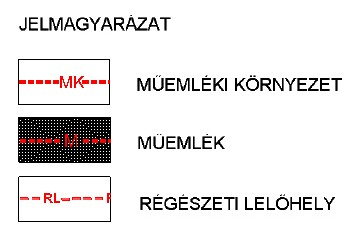 JELMAGYARÁZAT
MK MŰEMLÉKI KÖRNYEZET
M MŰEMLÉK
RL RÉGÉSZETI LELŐHELY